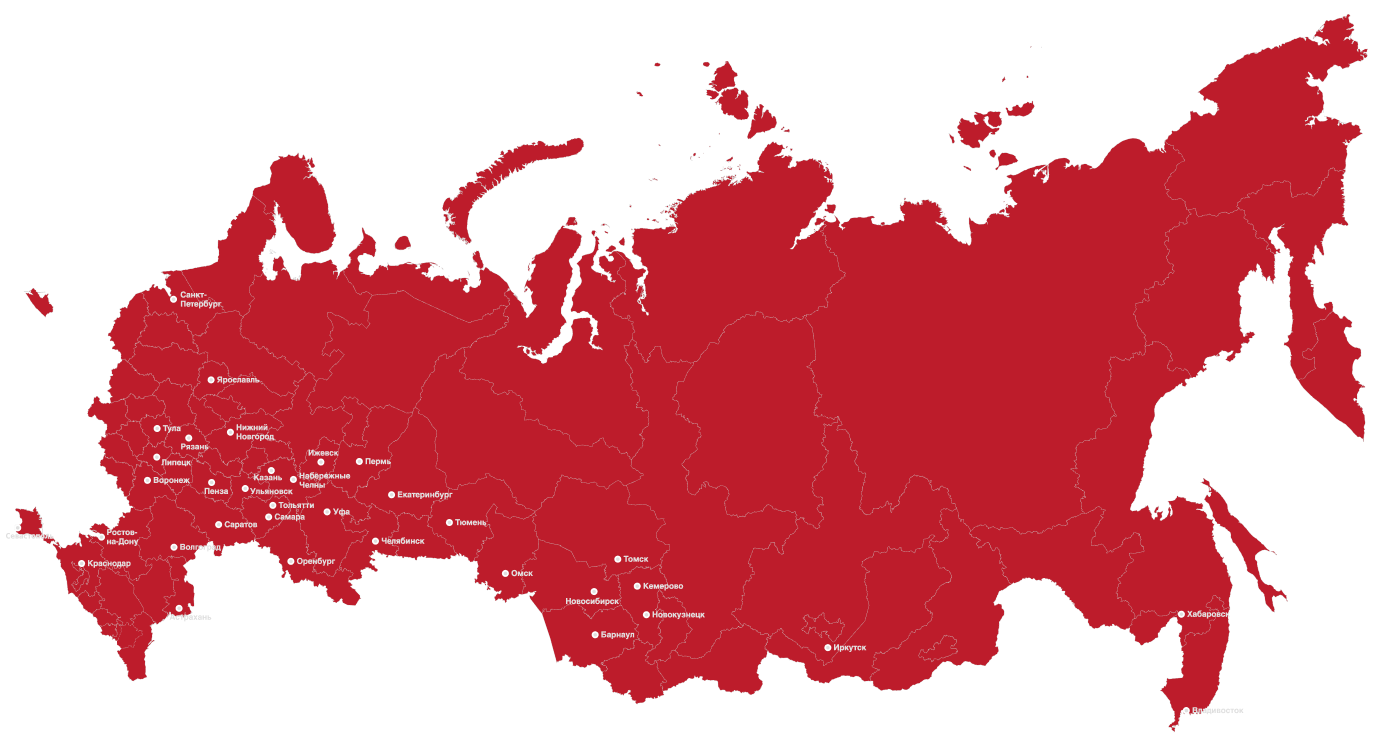 Санкт-
Петербург
Ярославль
Тула
Нижний
Новгород
Рязань
Ижевск
Липецк
Пермь
Казань
Набережные
Челны
Воронеж
Пенза
Ульяновск
Екатеринбург
Тольятти
Уфа
Самара
Саратов
Тюмень
Ростов-
на-Дону
Волгоград
Челябинск
Краснодар
Оренбург
Томск
Омск
Кемерово
Новосибирск
Новокузнецк
Хабаровск
Астрахань
Барнаул
Иркутск
Владивосток